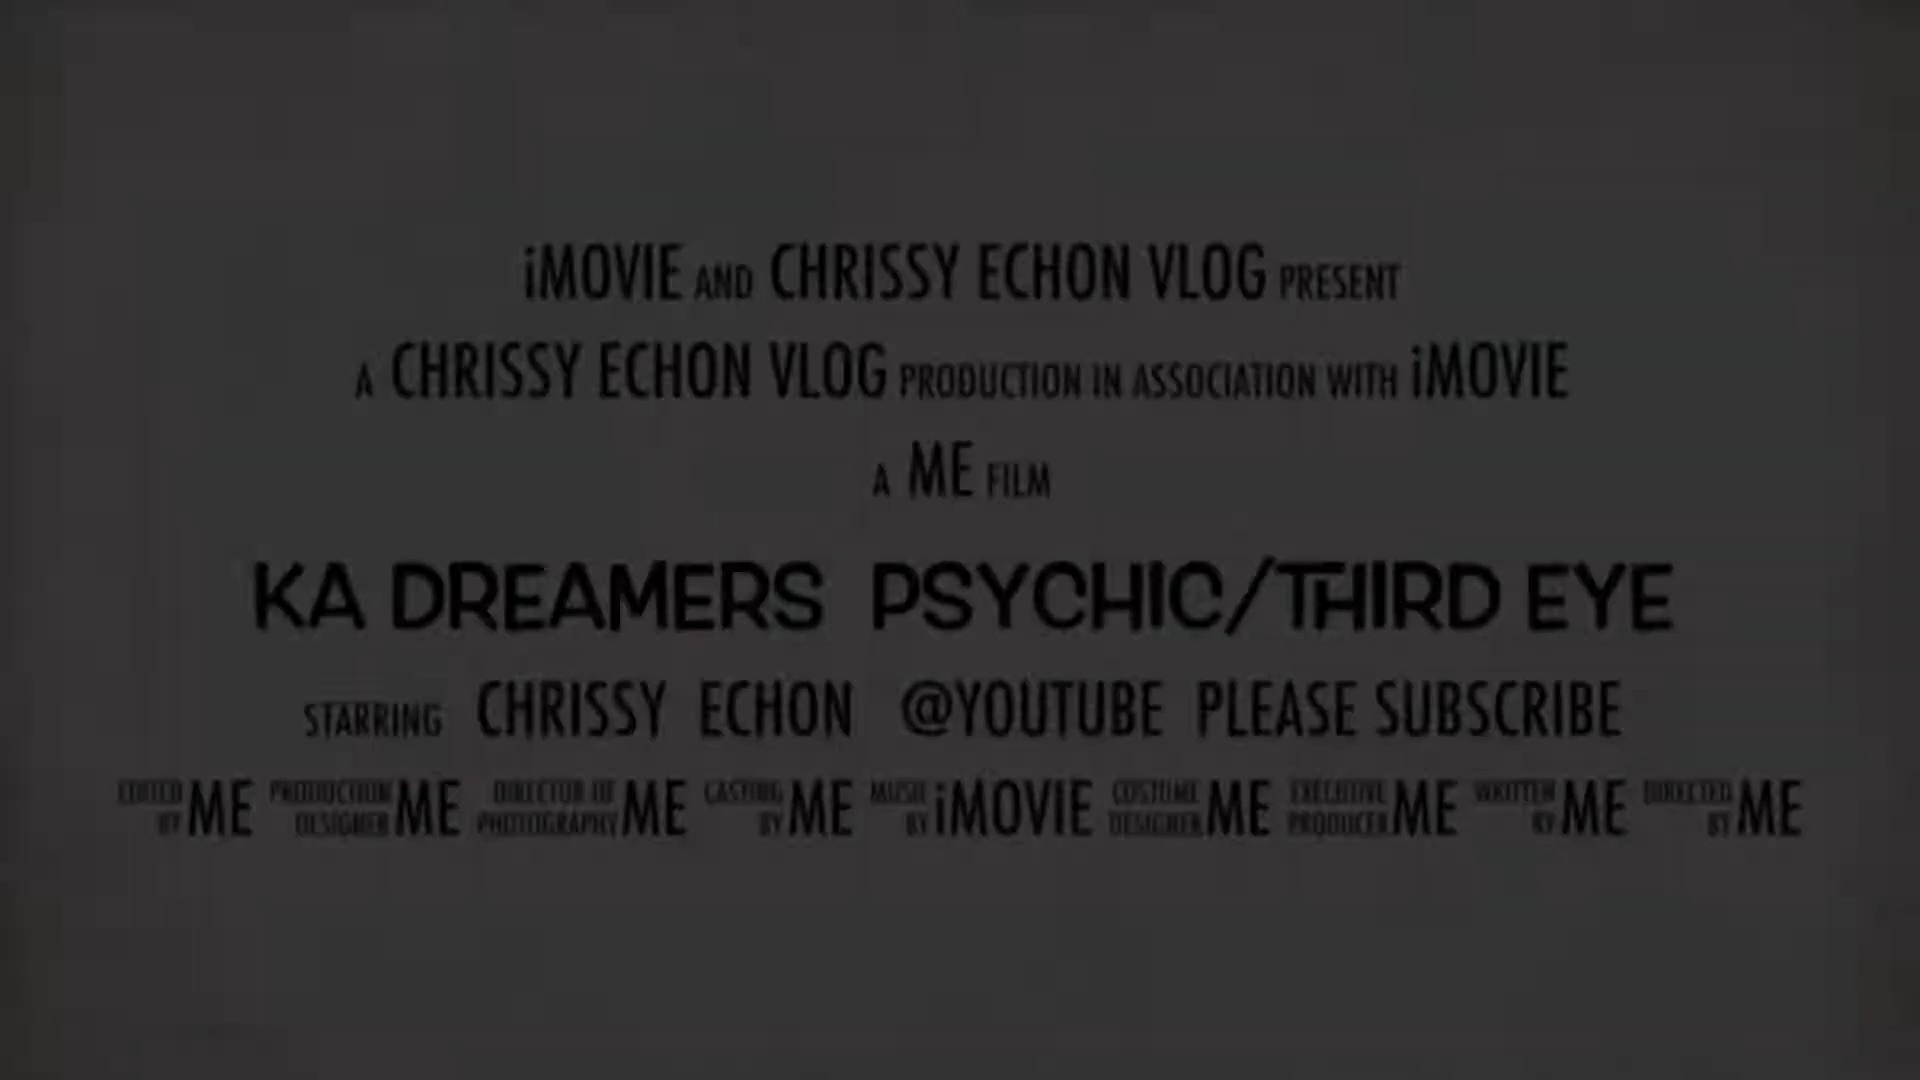 iMOVIE AND CHRISSY ECHON VLOG PRESENT
A CHRISSY ECHON VLOG PRODUCTION IN ASSOCIATION WITH iMOVIE
A ME FILM
KA DREAMERS PSYCHIC/THIRD EYE
STARRING CHRISSY ECHON @YOUTUBE PLEASE SUBSCRIBE
EDITED BY ME PRODUCTION DESIGNER ME DIRECTOR OF PHOTOGRAPHY ME CASTING BY ME MUSIC BY iMOVIE COSTUME DESIGNER ME EXECUTIVE PRODUCER ME WRITTEN BY ME DIRECTED BY ME